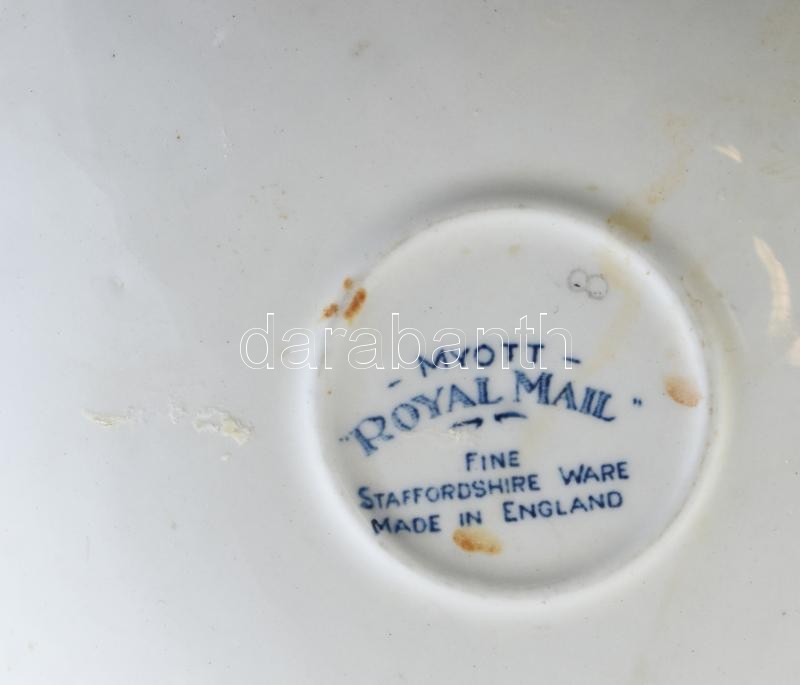 darabanth
- MYOTT -
"ROYAL MAIL"
FINE
STAFFORDSHIRE WARE
MADE IN ENGLAND